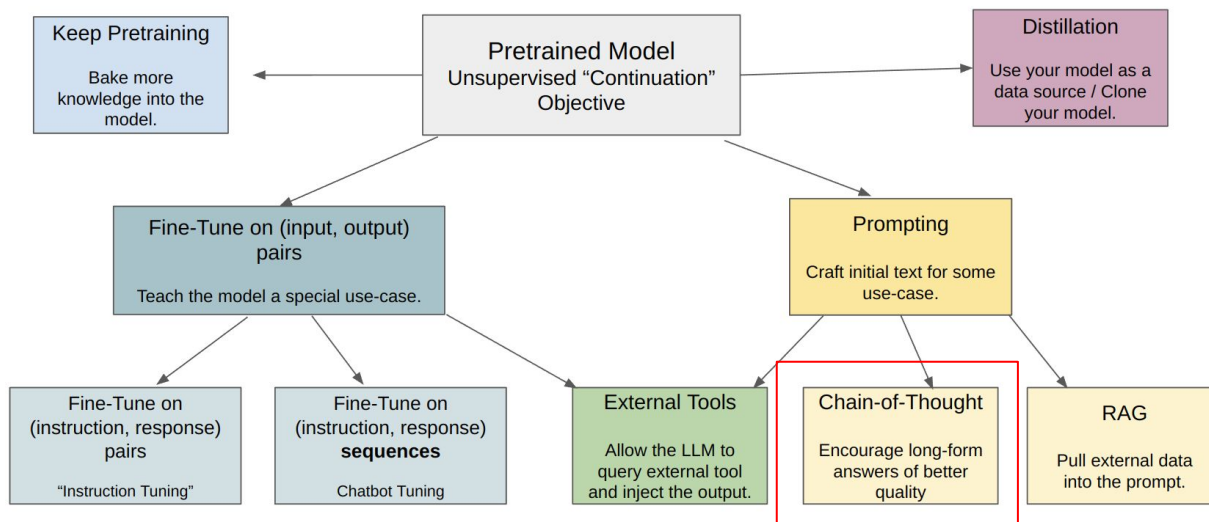 Keep Pretraining
Bake more
knowledge into the
model.
Pretrained Model
Unsupervised “Continuation”
Objective
Distillation
Use your model as a
data source / Clone
your model.
Fine-Tune on (input, output)
pairs
Teach the model a special use-case.
Prompting
Craft initial text for some
use-case.
Fine-Tune on
(instruction, response)
pairs
“Instruction Tuning”
Fine-Tune on
(instruction, response)
sequences
Chatbot Tuning
External Tools
Allow the LLM to
query external tool
and inject the output.
Chain-of-Thought
Encourage long-form
answers of better
quality
RAG
Pull external data
into the prompt.